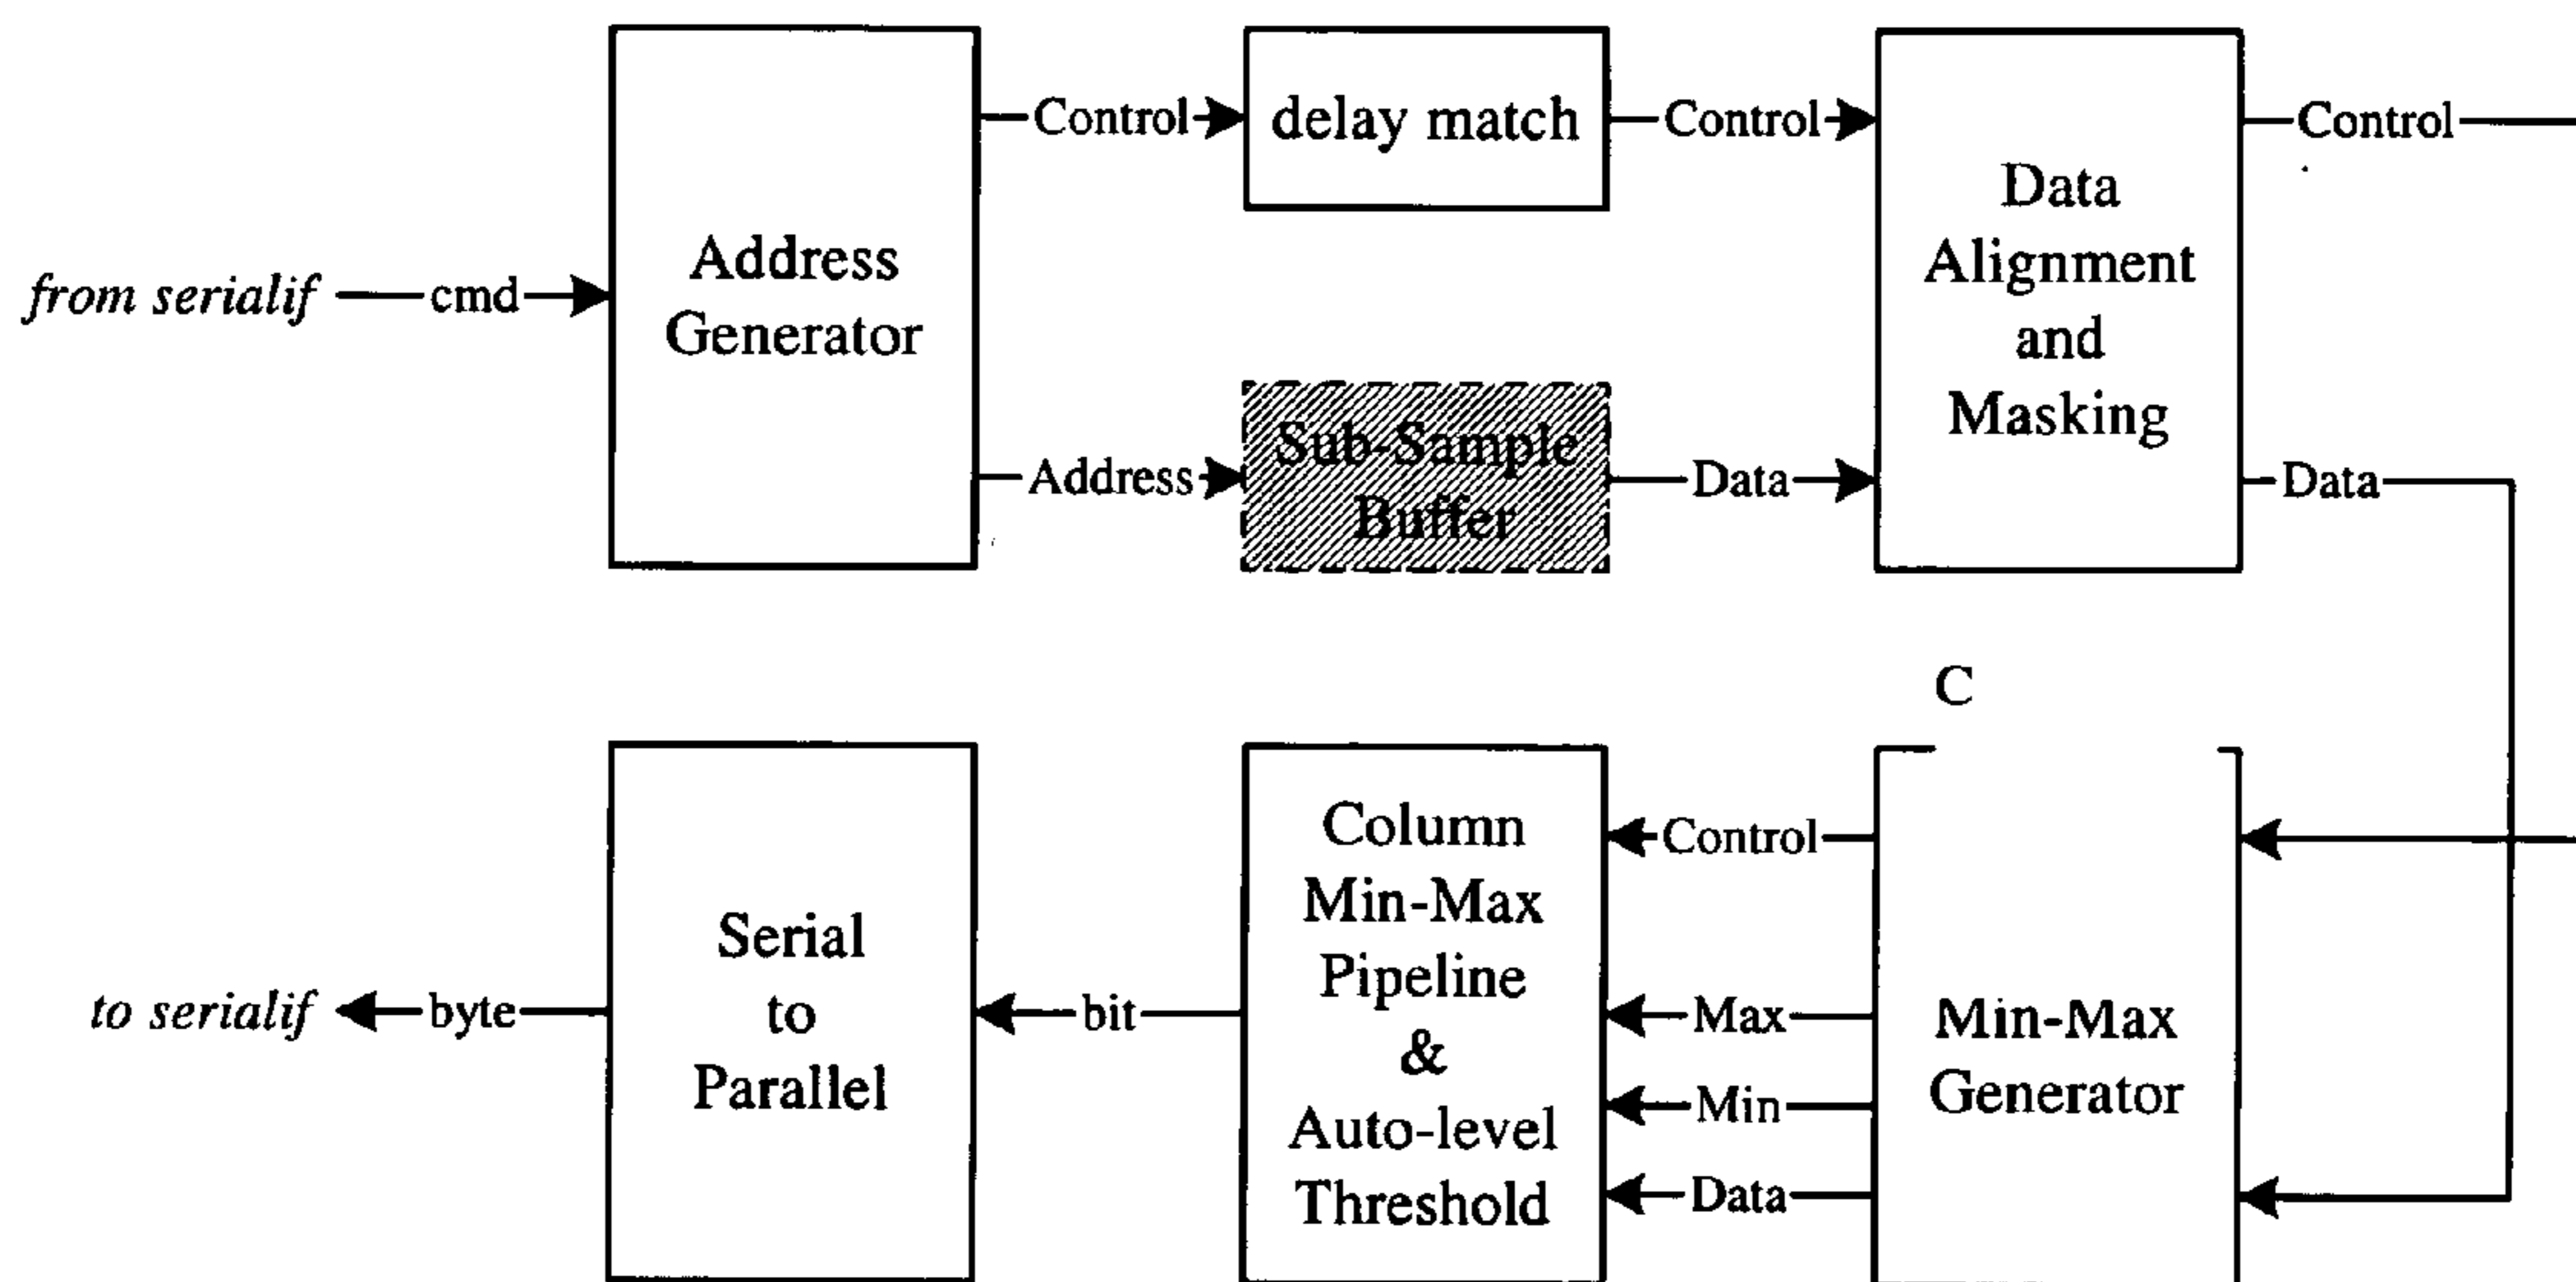 from serialif
cmd
Address
Generator
Control
delay match
Control
Data
Alignment
and
Masking
Control
Address
Sub-Sample
Buffer
Data
Data
C
Min-Max
Generator
Control
Max
Min
Data
Column
Min-Max
Pipeline
&
Auto-level
Threshold
bit
Serial
to
Parallel
byte
to serialif